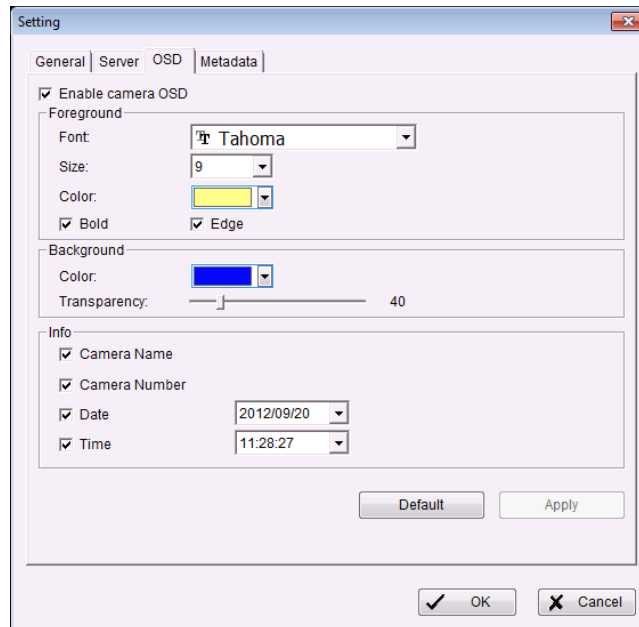 Setting
General Server OSD Metadata
Enable camera OSD
Foreground
Font: Tahoma
Size: 9
Color:
Bold Edge
Background
Color:
Transparency: 40
Info
Camera Name
Camera Number
Date 2012/09/20
Time 11:28:27
Default Apply
OK Cancel